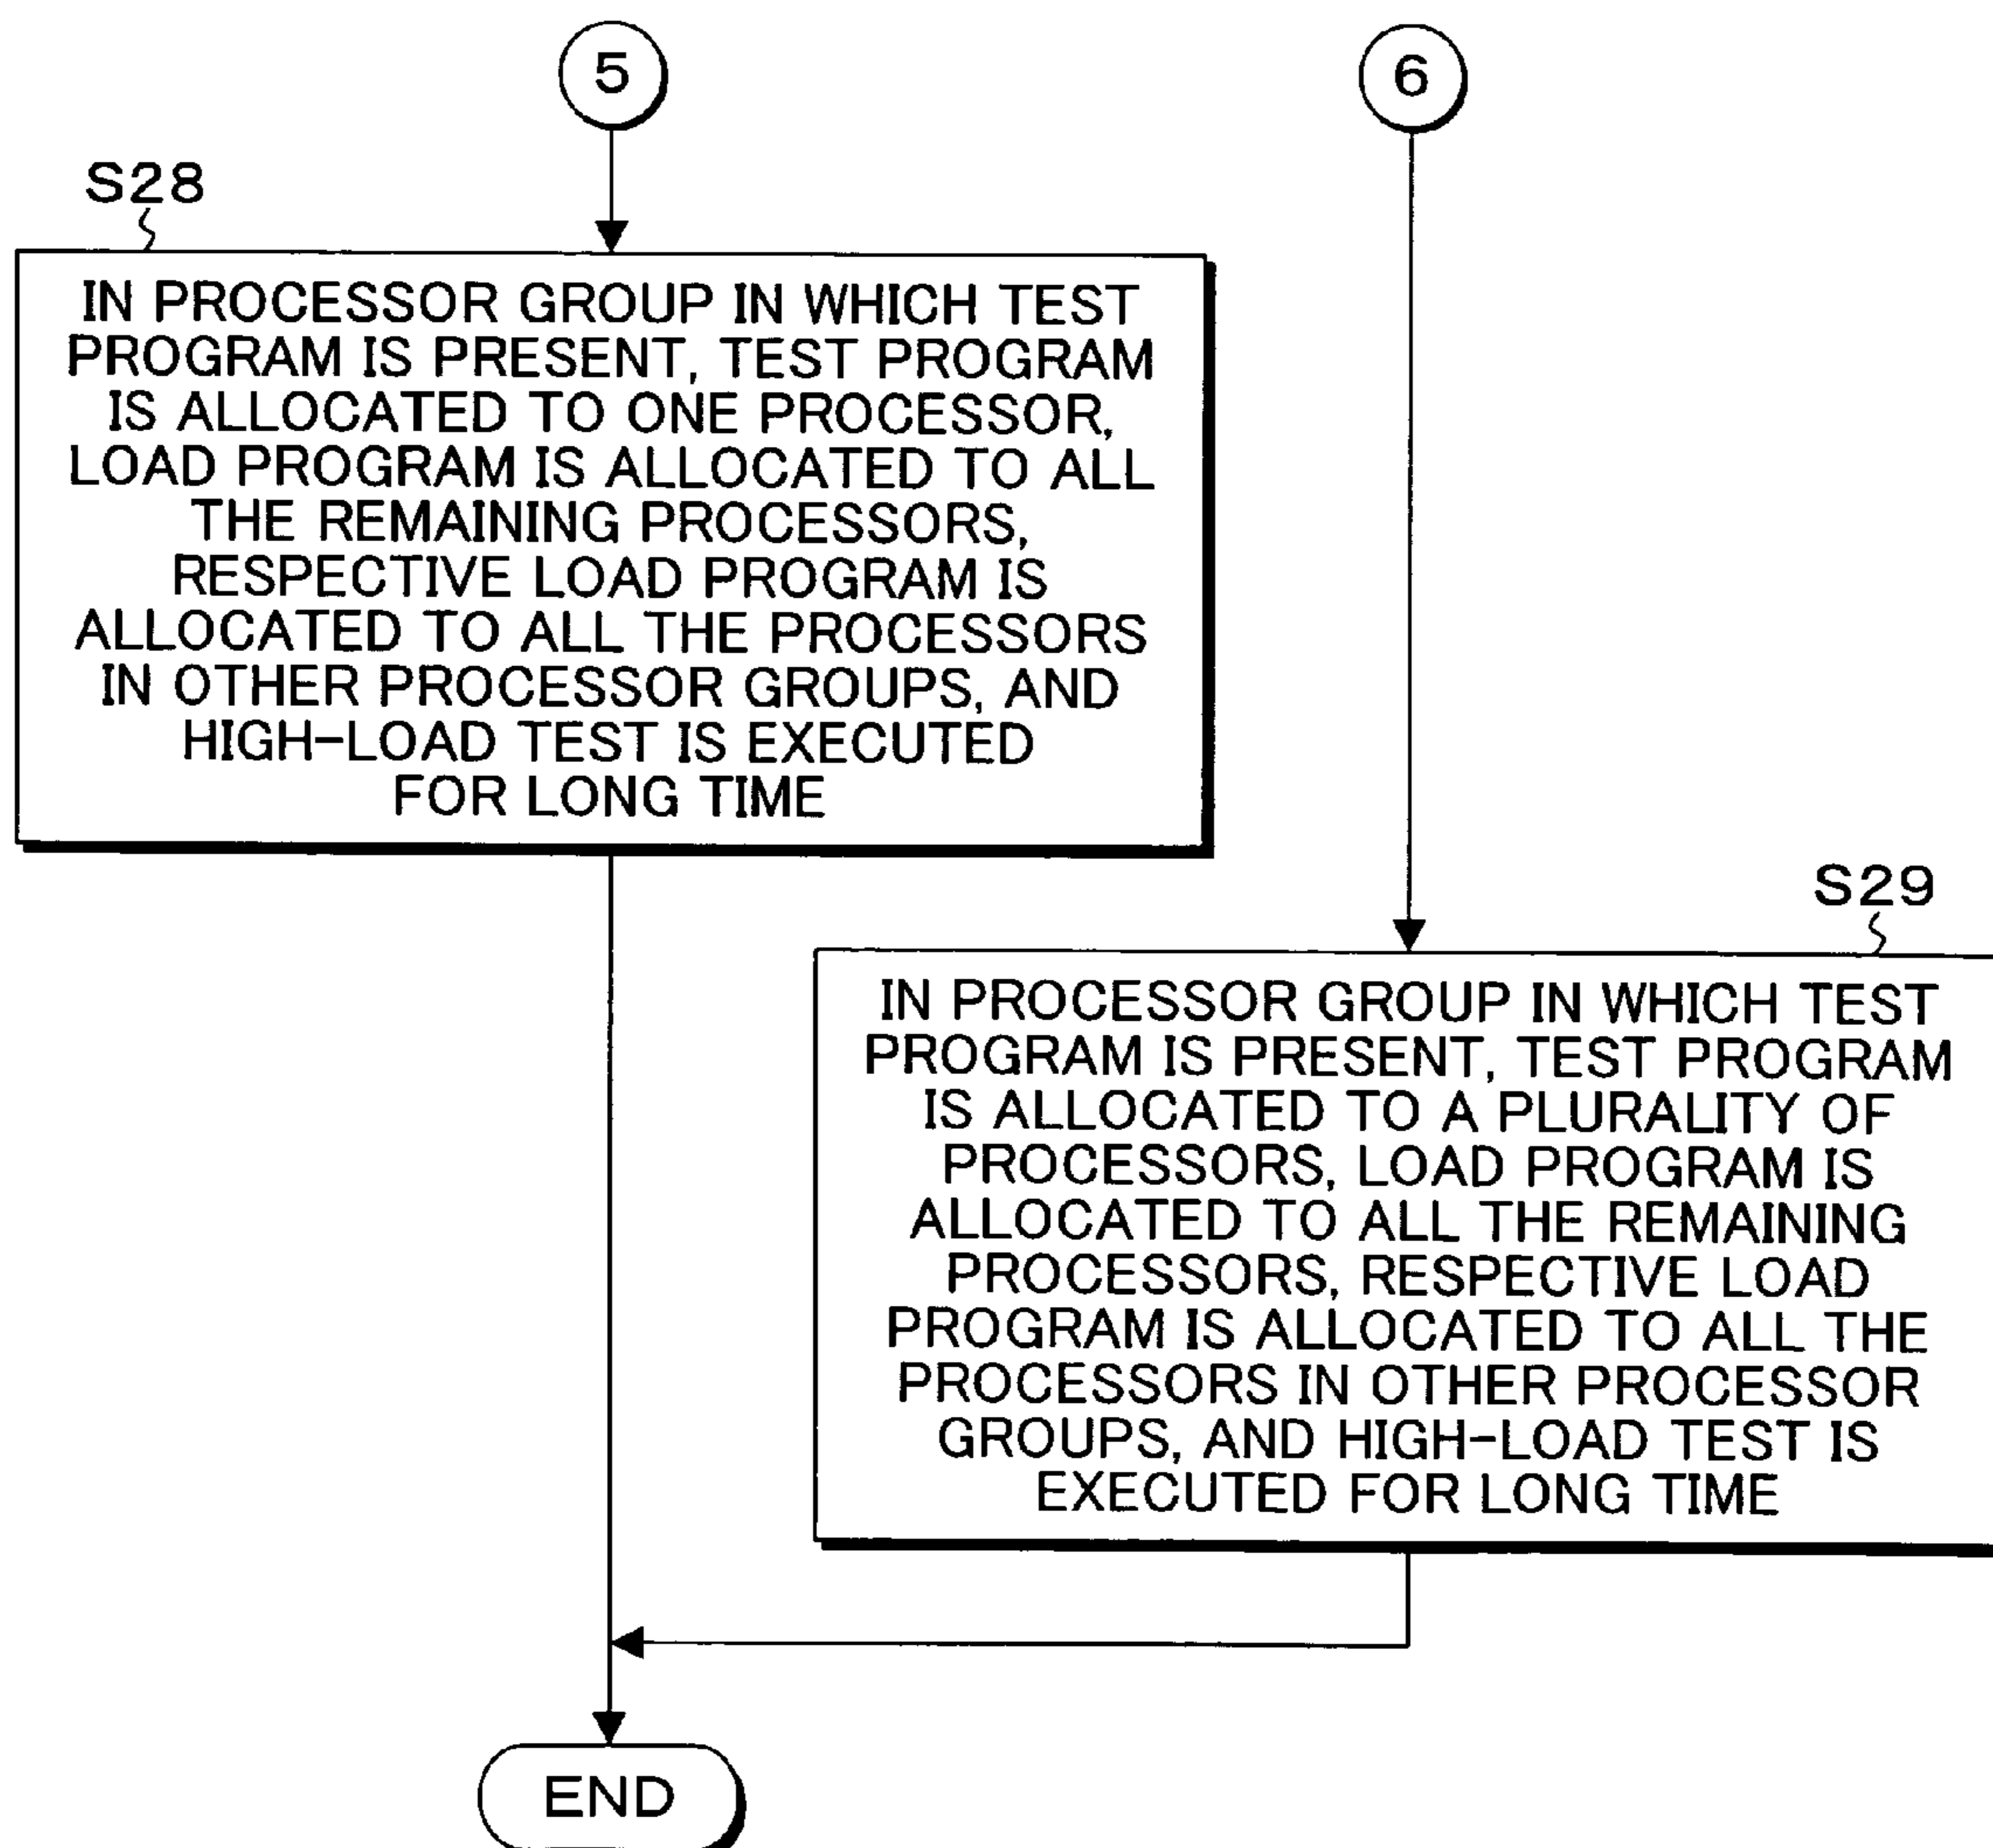 5
6
S28
IN PROCESSOR GROUP IN WHICH TEST
PROGRAM IS PRESENT, TEST PROGRAM
IS ALLOCATED TO ONE PROCESSOR,
LOAD PROGRAM IS ALLOCATED TO ALL
THE REMAINING PROCESSORS,
RESPECTIVE LOAD PROGRAM IS
ALLOCATED TO ALL THE PROCESSORS
IN OTHER PROCESSOR GROUPS, AND
HIGH-LOAD TEST IS EXECUTED
FOR LONG TIME
S29
IN PROCESSOR GROUP IN WHICH TEST
PROGRAM IS PRESENT, TEST PROGRAM
IS ALLOCATED TO A PLURALITY OF
PROCESSORS, LOAD PROGRAM IS
ALLOCATED TO ALL THE REMAINING
PROCESSORS, RESPECTIVE LOAD
PROGRAM IS ALLOCATED TO ALL THE
PROCESSORS IN OTHER PROCESSOR
GROUPS, AND HIGH-LOAD TEST IS
EXECUTED FOR LONG TIME
END